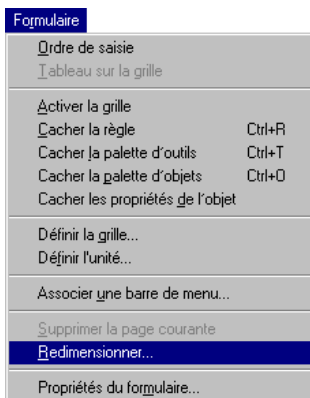 Formulaire
Ordre de saisie
Tableau sur la grille
Activer la grille
Cacher la règle Ctrl+R
Cacher la palette d'outils Ctrl+T
Cacher la palette d'objets Ctrl+O
Cacher les propriétés de l'objet
Définir la grille...
Définir l'unité...
Associer une barre de menu...
Supprimer la page courante
Redimensionner...
Propriétés du formulaire...